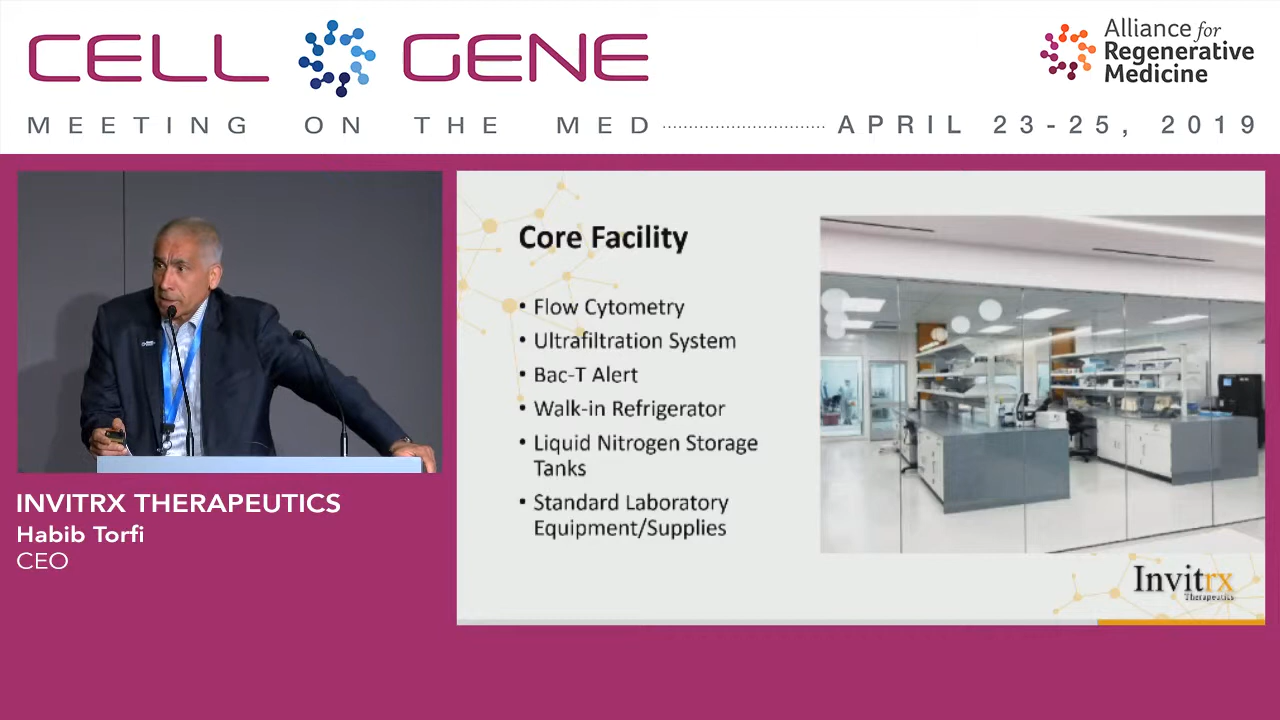 CELL GENE
MEETING ON THE MED
APRIL 23-25, 2019
Alliance for
Regenerative
Medicine
INVITRX THERAPEUTICS
Habib Torfi
CEO
Core Facility
• Flow Cytometry
• Ultrafiltration System
• Bac-T Alert
• Walk-in Refrigerator
• Liquid Nitrogen Storage
Tanks
• Standard Laboratory
Equipment/Supplies
Invitrx
Therapeutics